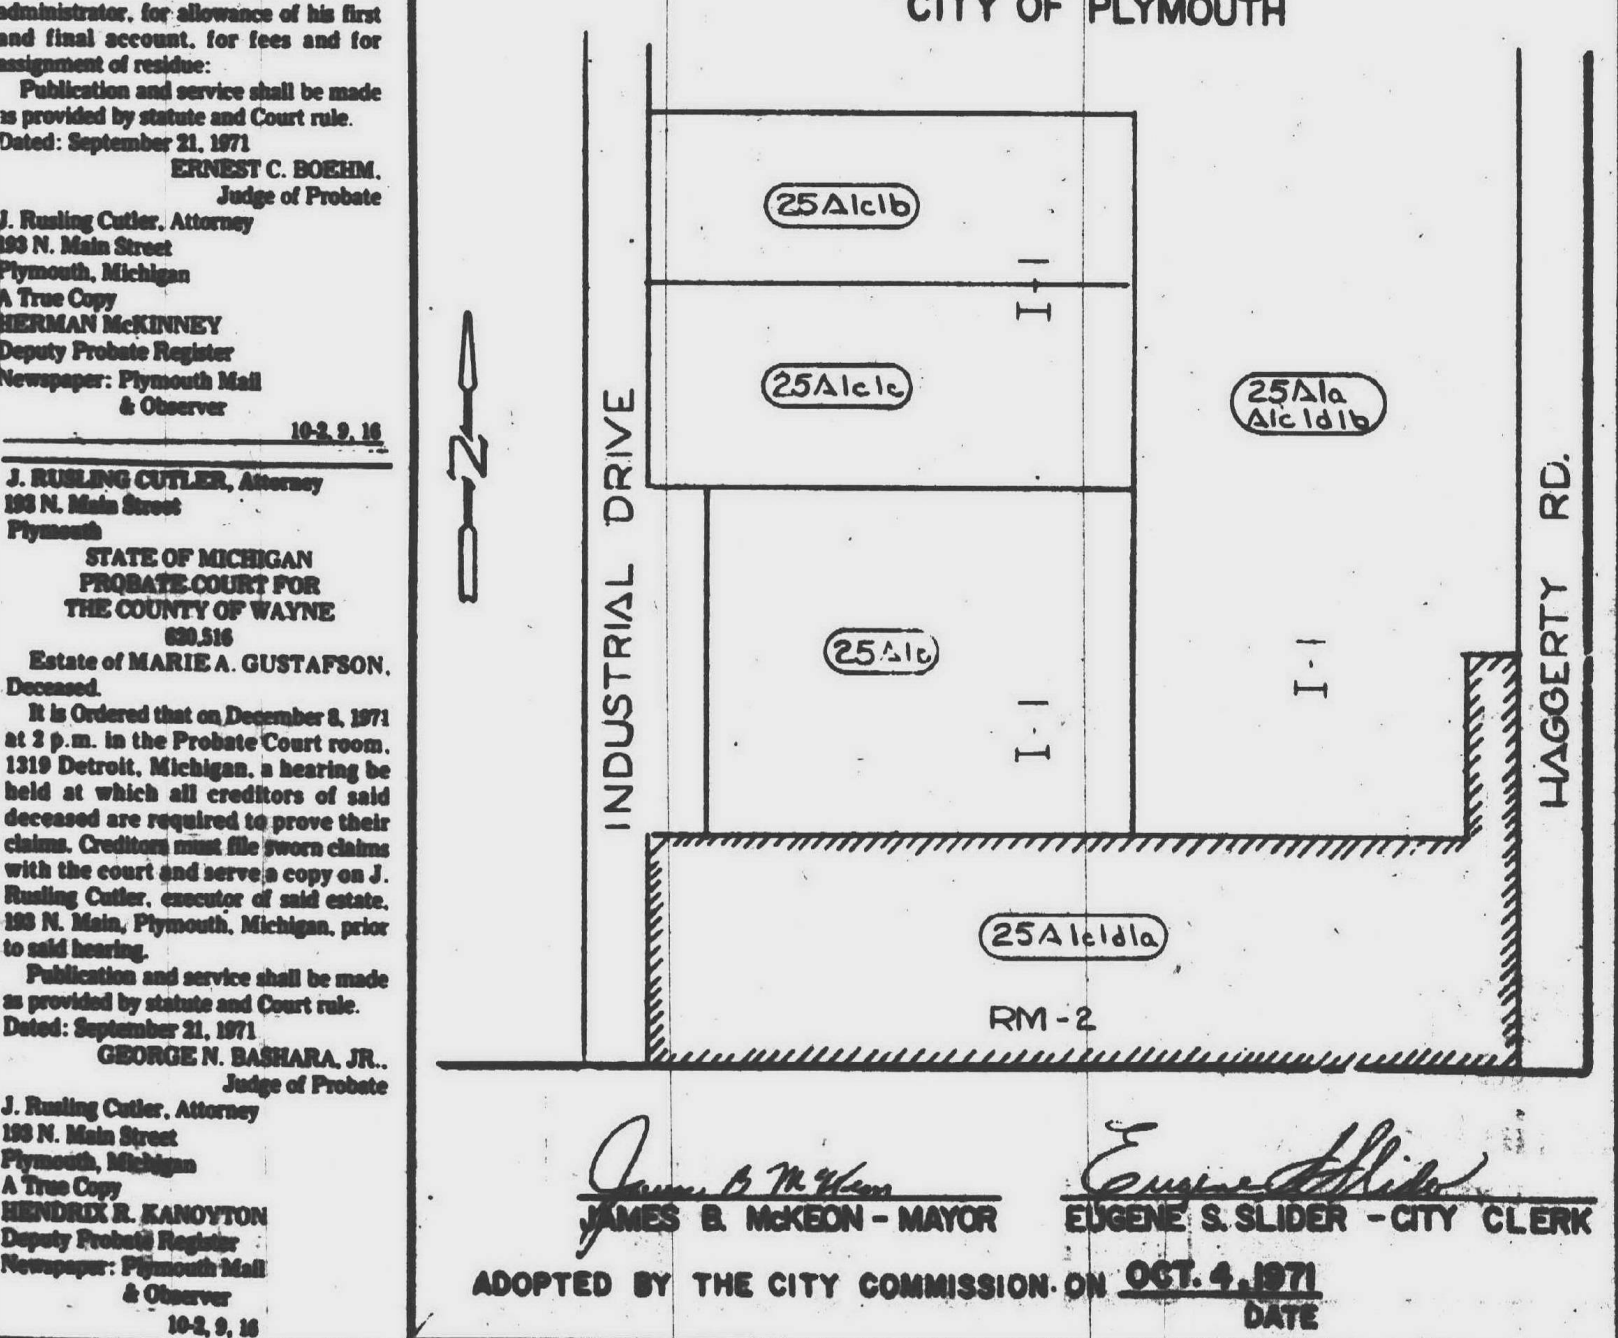 administrator, for allowance of his first
and final account, for fees and for
assignment of residue:
Publication and service shall be made
as provided by statute and Court rule.
Dated: September 21, 1971
ERNEST C. BOEHM,
Judge of Probate
J. Rusling Cutler, Attorney
193 N. Main Street
Plymouth, Michigan
A True Copy
HERMAN McKINNEY
Deputy Probate Register
Newspaper: Plymouth Mail
& Observer
10-2, 9, 16
J. RUSLING CUTLER, Attorney
193 N. Main Street
Plymouth
STATE OF MICHIGAN
PROBATE COURT FOR
THE COUNTY OF WAYNE
620,516
Estate of MARIE A. GUSTAFSON,
Deceased.
It is Ordered that on December 8, 1971
at 2 p.m. in the Probate Court room,
1319 Detroit, Michigan, a hearing be
held at which all creditors of said
deceased are required to prove their
claims. Creditors must file sworn claims
with the court and serve a copy on J.
Rusling Cutler, executor of said estate,
193 N. Main, Plymouth, Michigan, prior
to said hearing.
Publication and service shall be made
as provided by statute and Court rule.
Dated: September 21, 1971
GEORGE N. BASHARA, JR.,
Judge of Probate
J. Rusling Cutler, Attorney
193 N. Main Street
Plymouth, Michigan
A True Copy
HENDRIX R. KANOYTON
Deputy Probate Register
Newspaper: Plymouth Mail
& Observer
10-2, 9, 16
CITY OF PLYMOUTH
25A1c1b
I-1
25A1c1c
25A1a
A1c1d1b
N
INDUSTRIAL DRIVE
HAGGERTY RD.
25A1c
I-1
I-1
25A1c1d1a
RM-2
James B McKeon
Eugene S Slider
JAMES B. McKEON - MAYOR
EUGENE S. SLIDER - CITY CLERK
ADOPTED BY THE CITY COMMISSION ON OCT. 4, 1971
DATE